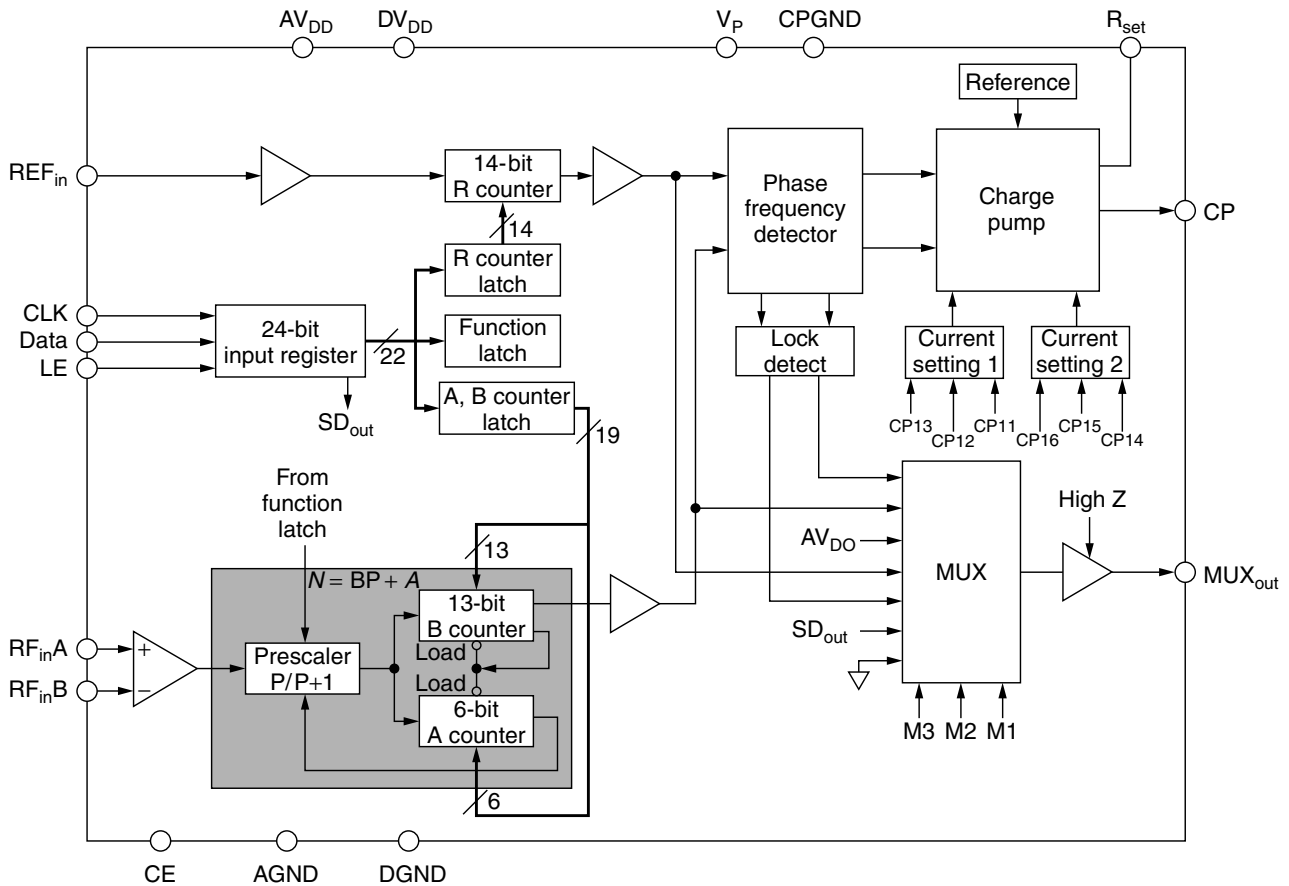 AVDD
DVDD
VP
CPGND
Rset
Reference
REFin
14-bit
R counter
Phase
frequency
detector
Charge
pump
CP
14
R counter
latch
CLK
Data
LE
24-bit
input register
22
Function
latch
Lock
detect
Current
setting 1
Current
setting 2
SDout
A, B counter
latch
19
CP13
CP12
CP11
CP16
CP15
CP14
From
function
latch
High Z
13
AVDO
MUX
MUXout
N = BP + A
13-bit
B counter
SDout
RFinA
+
Prescaler
P/P+1
Load
Load
RFinB
–
6-bit
A counter
M3
M2
M1
6
CE
AGND
DGND